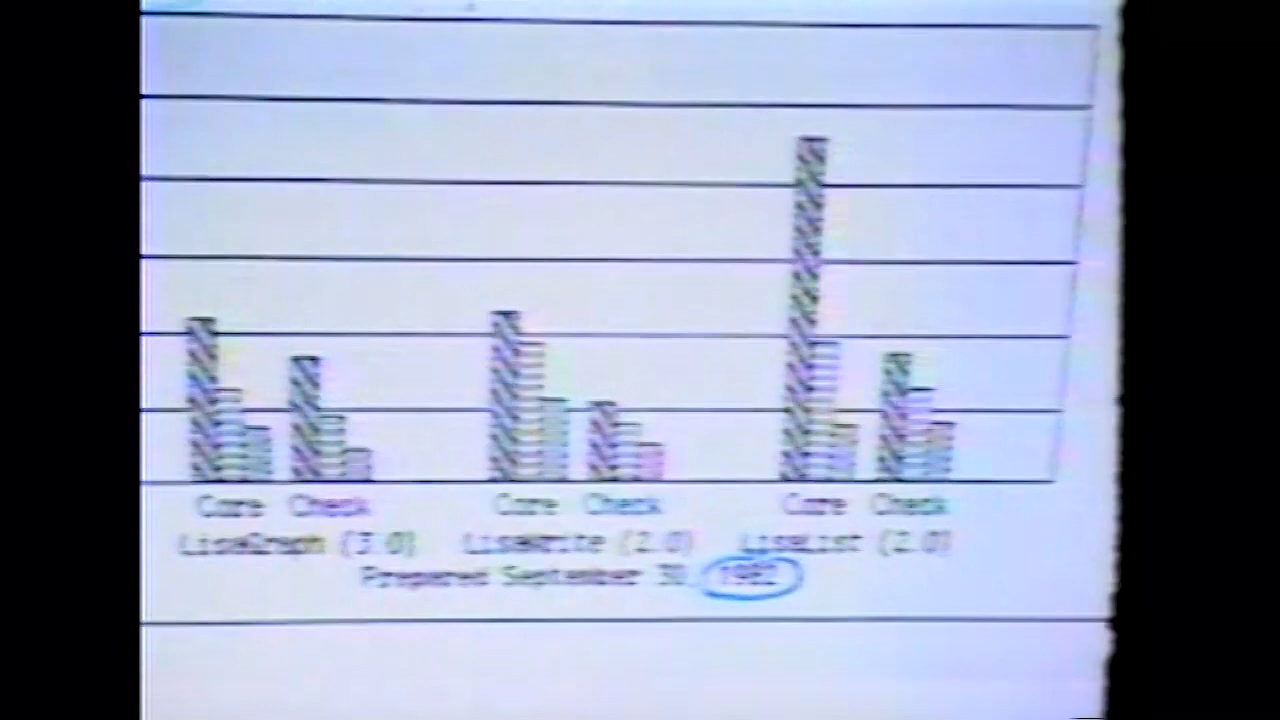 Core Check Core Check Core Check
LisaGraph (3.0) LisaWrite (2.0) LisaList (2.0)
Prepared September 30, 1982